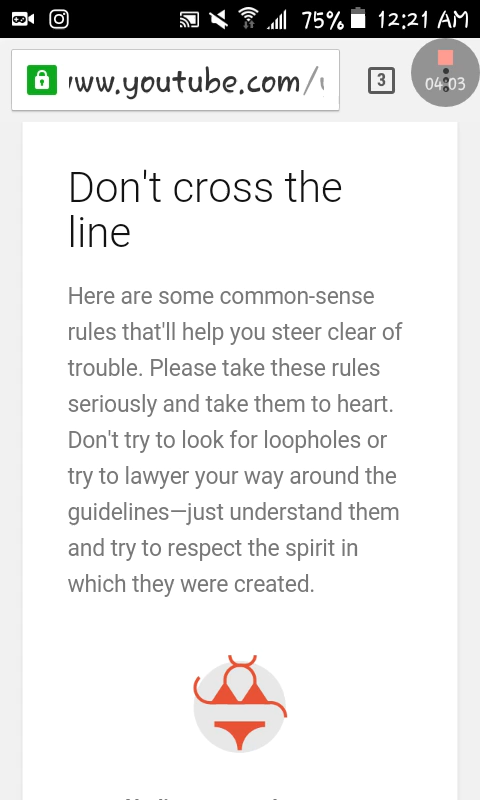 75% 12:21 AM
www.youtube.com/
3
04:03
Don't cross the
line
Here are some common-sense
rules that'll help you steer clear of
trouble. Please take these rules
seriously and take them to heart.
Don't try to look for loopholes or
try to lawyer your way around the
guidelines—just understand them
and try to respect the spirit in
which they were created.